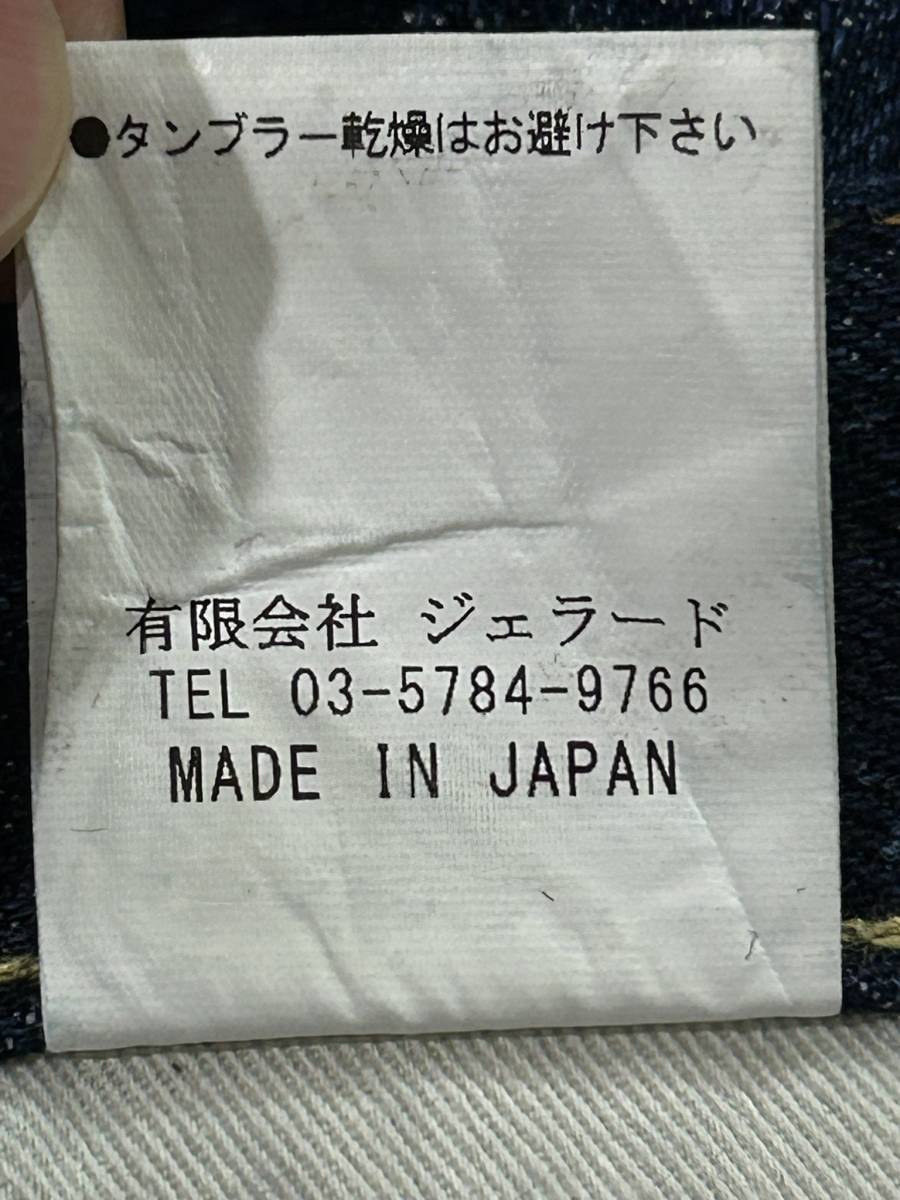 ●タンブラー乾燥はお避け下さい
有限会社 ジェラード
TEL 03-5784-9766
MADE IN JAPAN